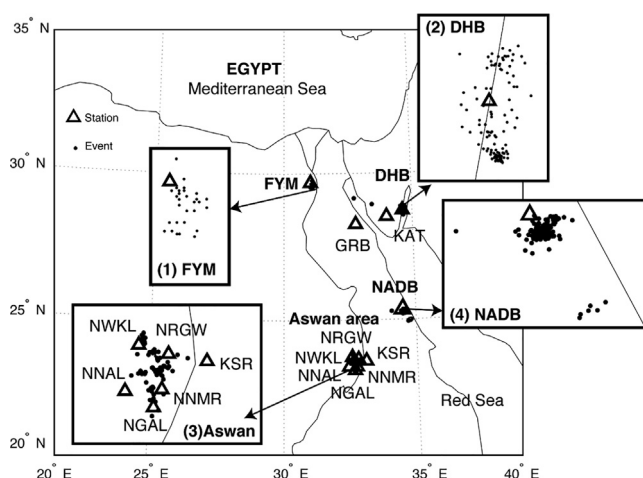 35° N
(2) DHB
EGYPT
Mediterranean Sea
Station
Event
30° N
DHB
FYM
GRB
KAT
(1) FYM
NADB
(4) NADB
25° N
Aswan area
NRGW
NWKL
KSR
NNAL
NNMR
NGAL
NWKL
NRGW
KSR
NNAL
NNMR
NGAL
(3)Aswan
Red Sea
20° N
20° E
25° E
30° E
35° E
40° E